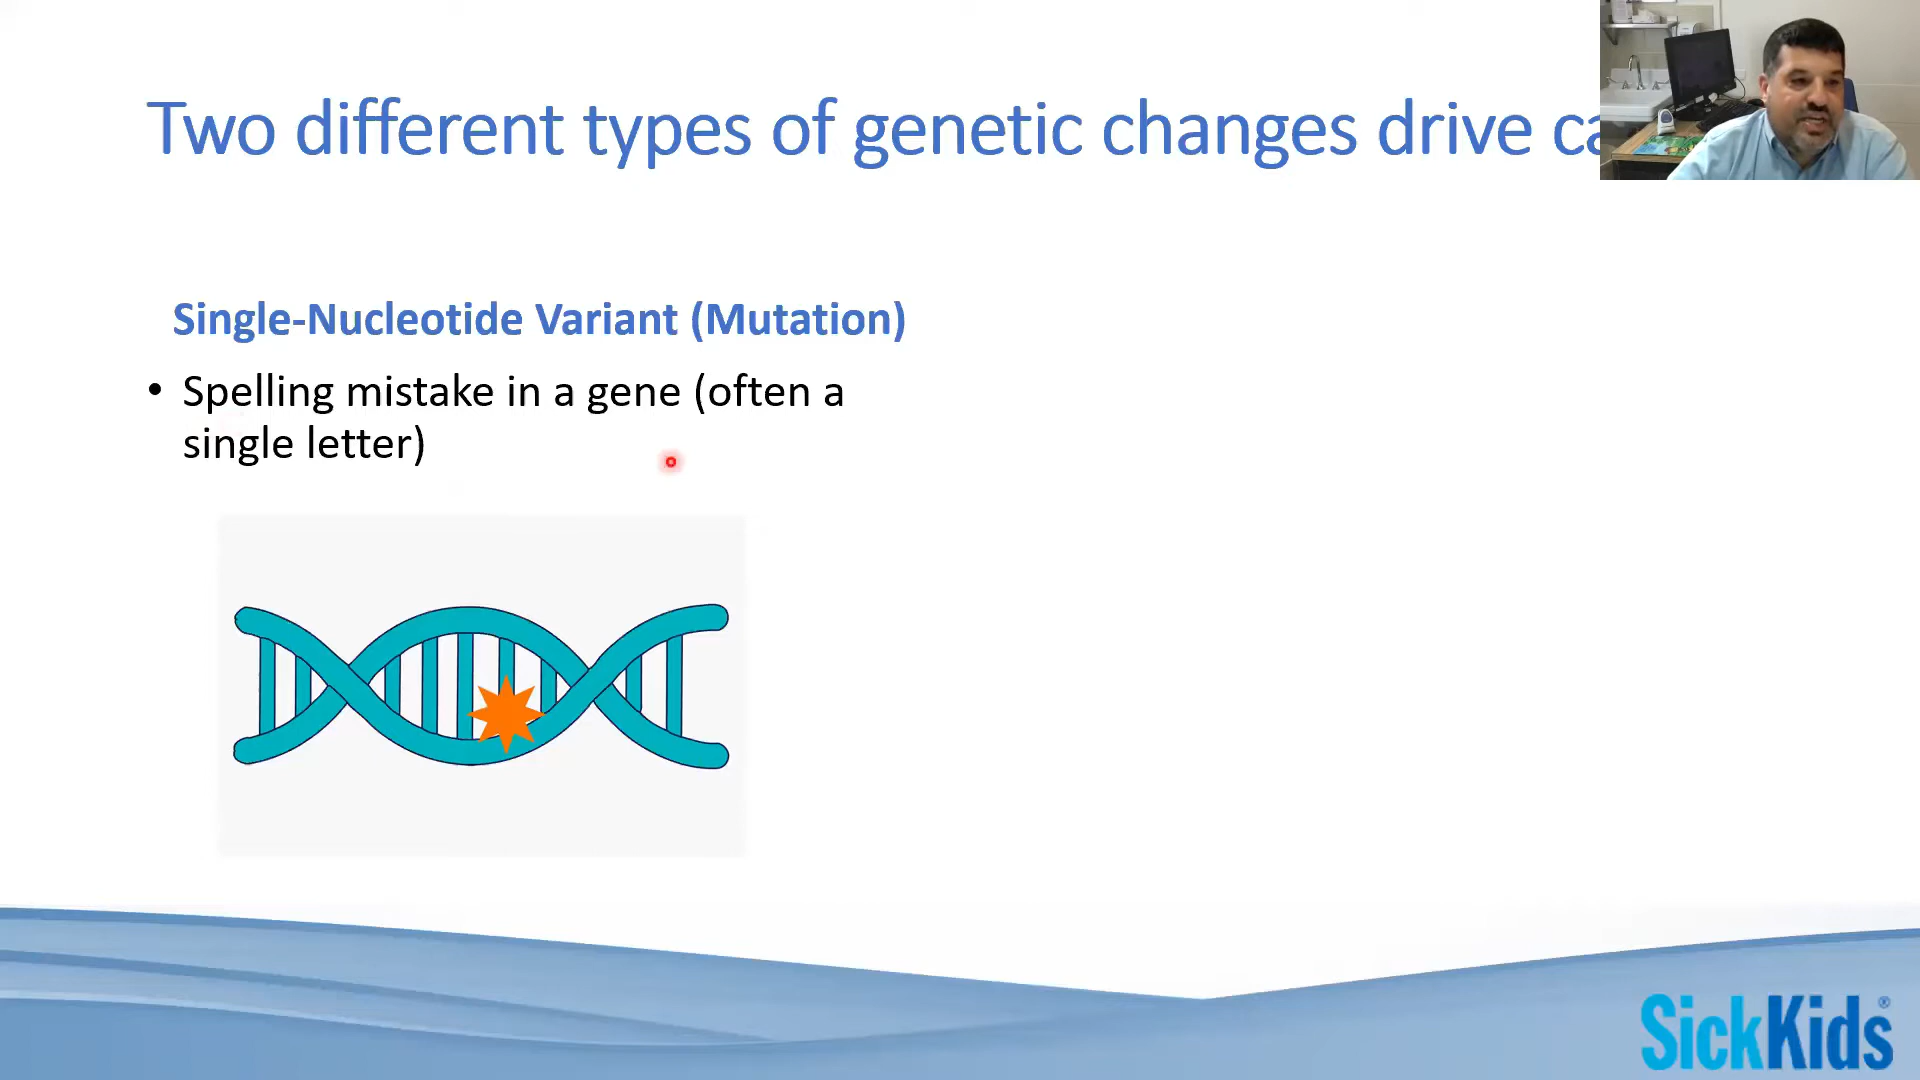 Two different types of genetic changes drive ca
Single-Nucleotide Variant (Mutation)
• Spelling mistake in a gene (often a
single letter)
SickKids®